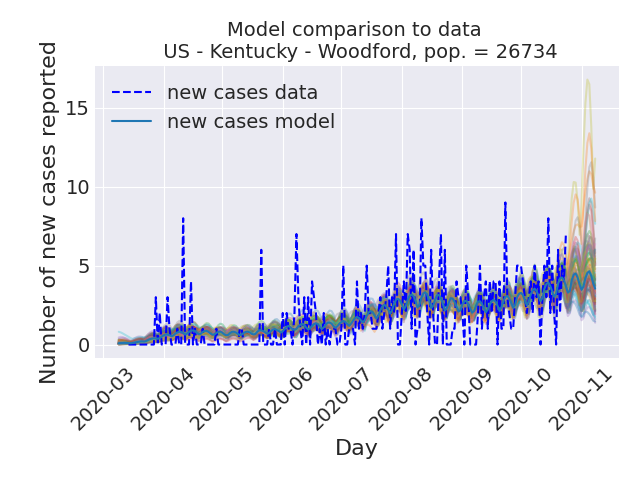 Model comparison to data
US - Kentucky - Woodford, pop. = 26734
Number of new cases reported
15
10
5
0
new cases data
new cases model
2020-03
2020-04
2020-05
2020-06
2020-07
2020-08
2020-09
2020-10
2020-11
Day